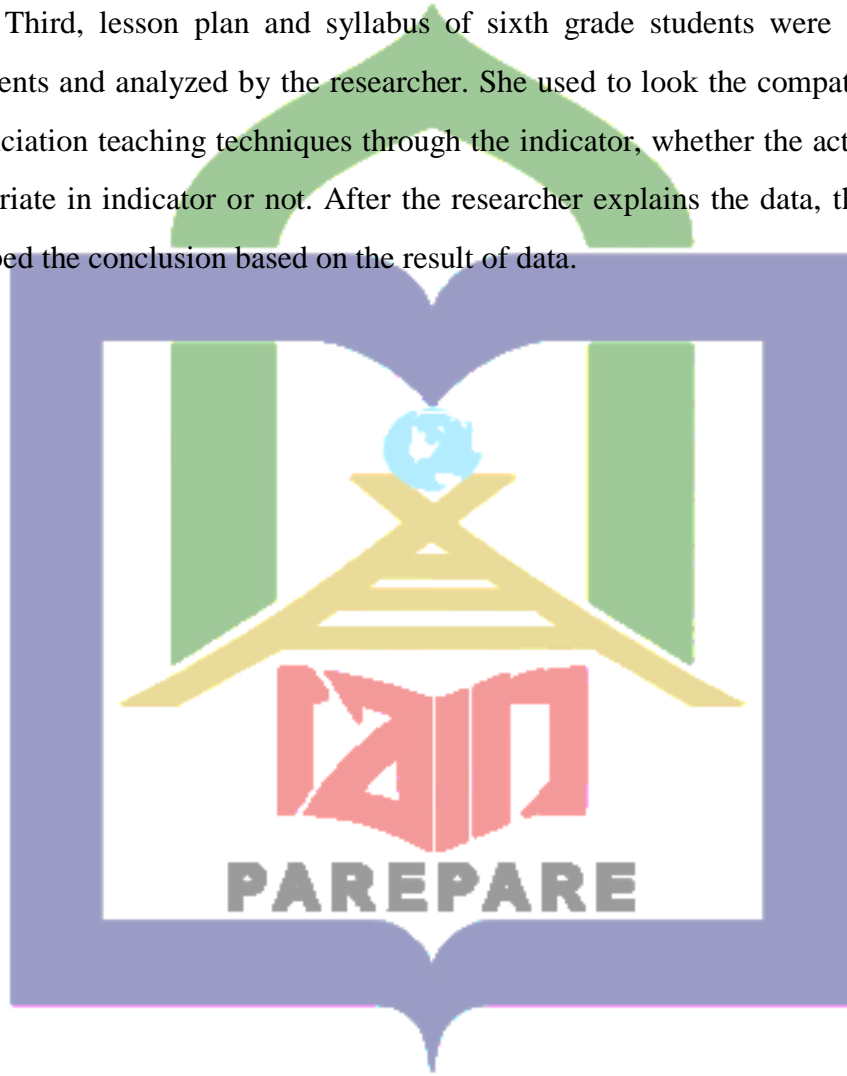 Third, lesson plan and syllabus of sixth grade students were
ents and analyzed by the researcher. She used to look the compat
ciation teaching techniques through the indicator, whether the act
riate in indicator or not. After the researcher explains the data, th
ed the conclusion based on the result of data.
iain
PAREPARE